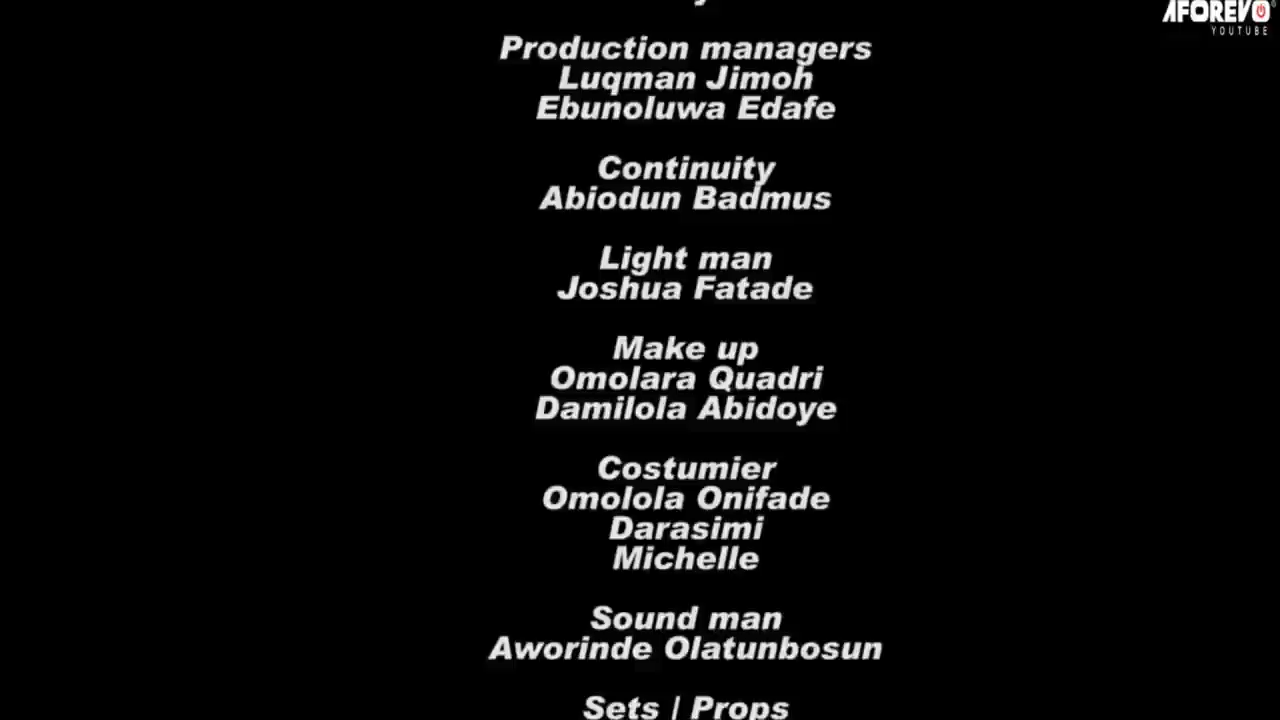 AFOREVO
YOUTUBE
Production managers
Luqman Jimoh
Ebunoluwa Edafe
Continuity
Abiodun Badmus
Light man
Joshua Fatade
Make up
Omolara Quadri
Damilola Abidoye
Costumier
Omolola Onifade
Darasimi
Michelle
Sound man
Aworinde Olatunbosun
Sets / Props